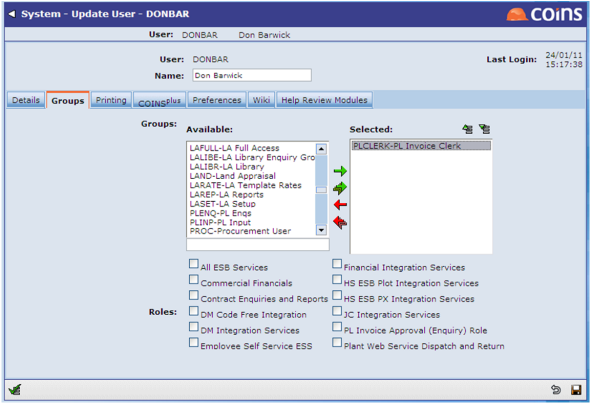 System - Update User - DONBAR
coins
User: DONBAR Don Barwick
User: DONBAR
Last Login: 24/01/11 15:17:38
Name: Don Barwick
Details Groups Printing COINSplus Preferences Wiki Help Review Modules
Groups: Available: Selected:
LAFULL-LA Full Access
LALIBE-LA Library Enquiry Gro
LALIBR-LA Library
LAND-Land Appraisal
LARATE-LA Template Rates
LAREP-LA Reports
LASET-LA Setup
PLENQ-PL Enqs
PLINP-PL Input
PROC-Procurement User
PLCLERK-PL Invoice Clerk
Roles:
All ESB Services
Financial Integration Services
Commercial Financials
HS ESB Plot Integration Services
Contract Enquiries and Reports
HS ESB PX Integration Services
DM Code Free Integration
JC Integration Services
DM Integration Services
PL Invoice Approval (Enquiry) Role
Employee Self Service ESS
Plant Web Service Dispatch and Return